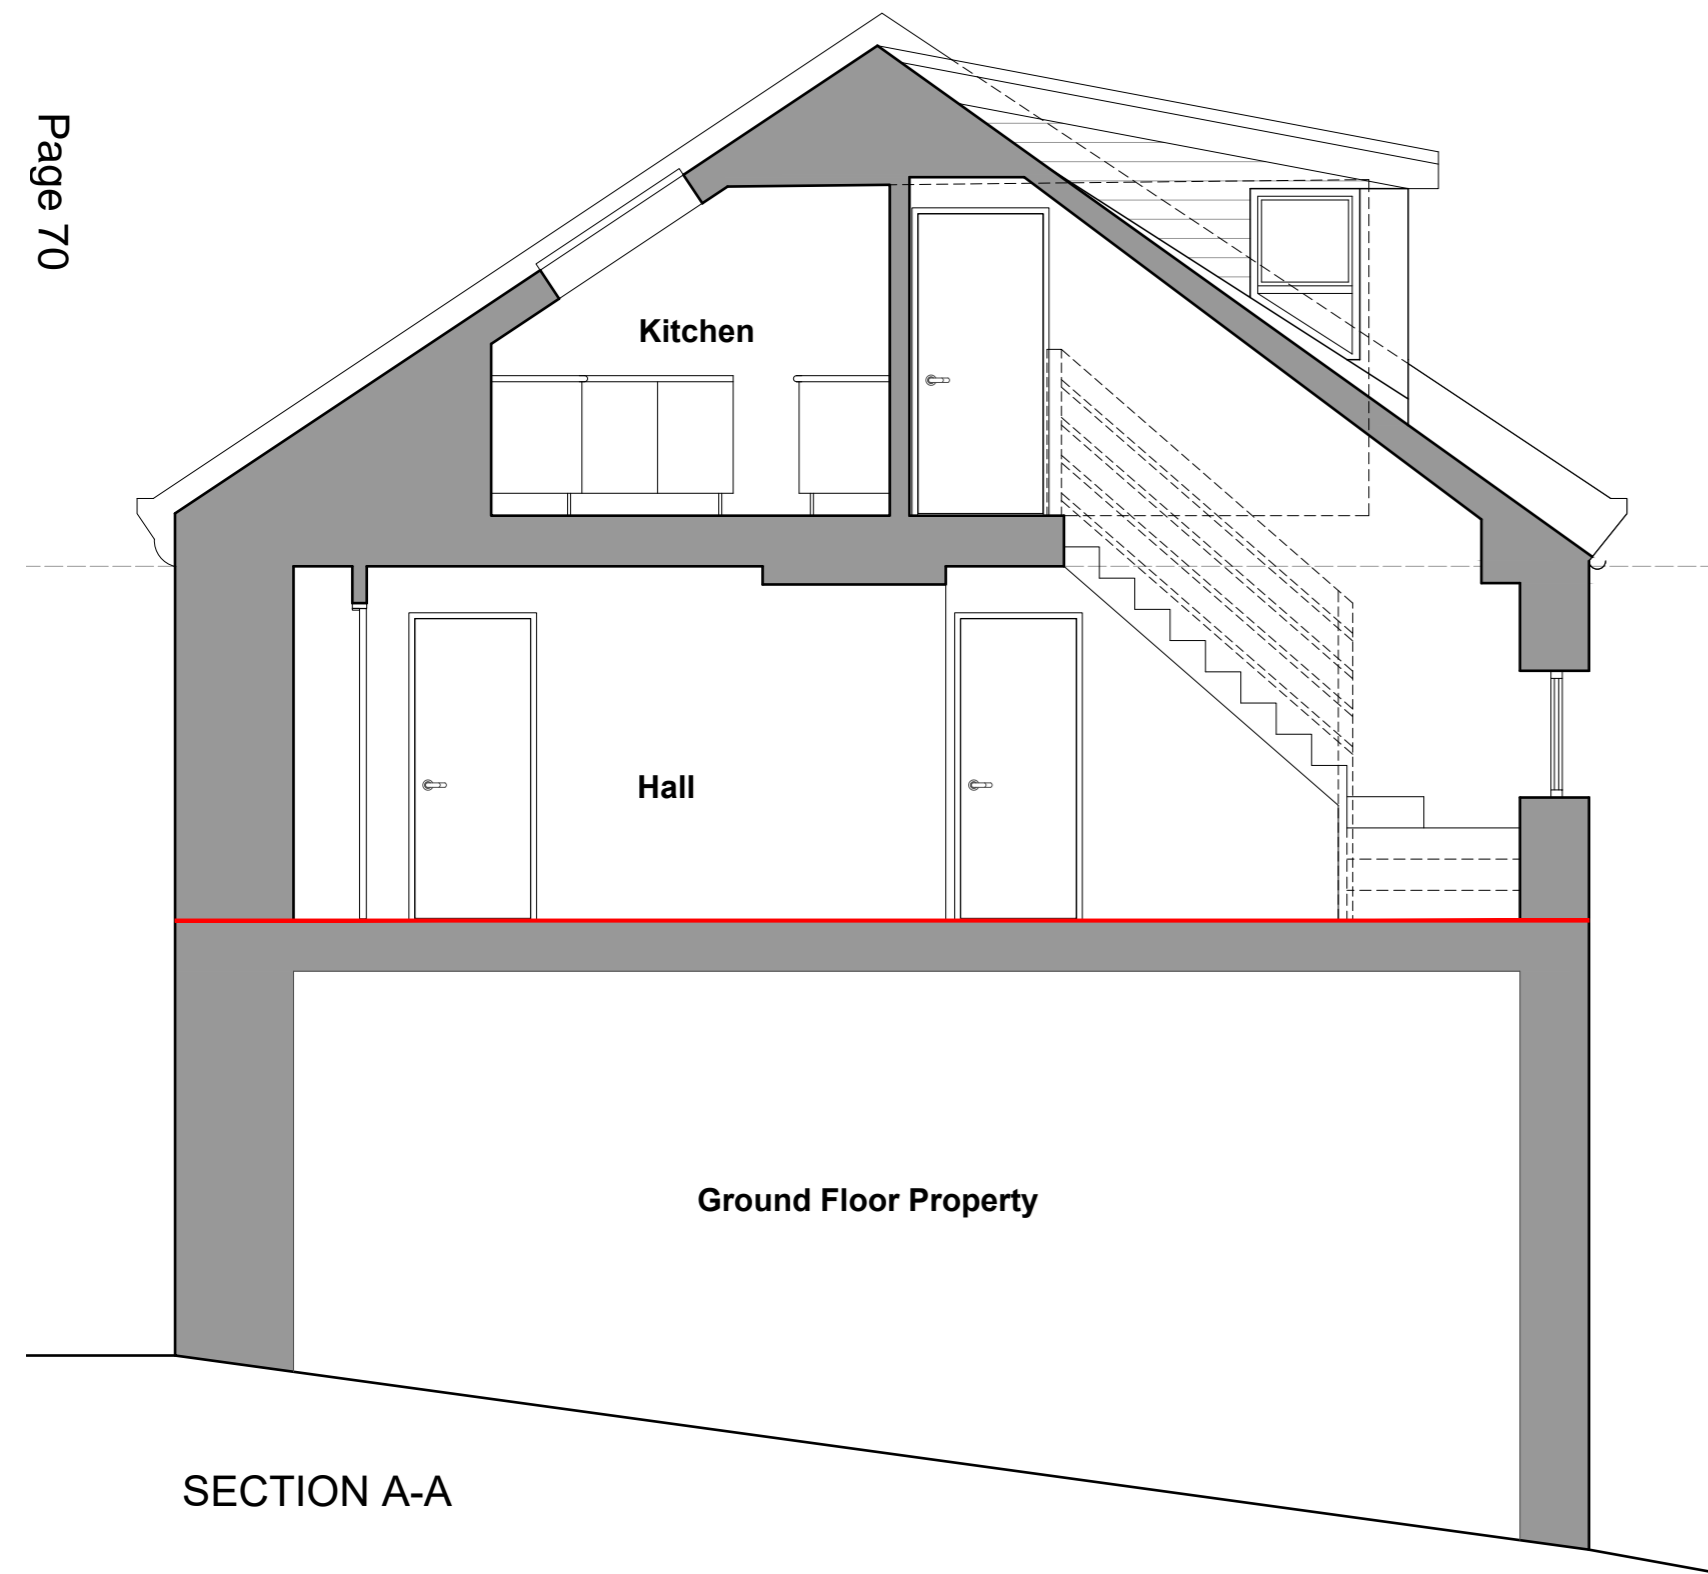 Page 70
Kitchen
Hall
Ground Floor Property
SECTION A-A